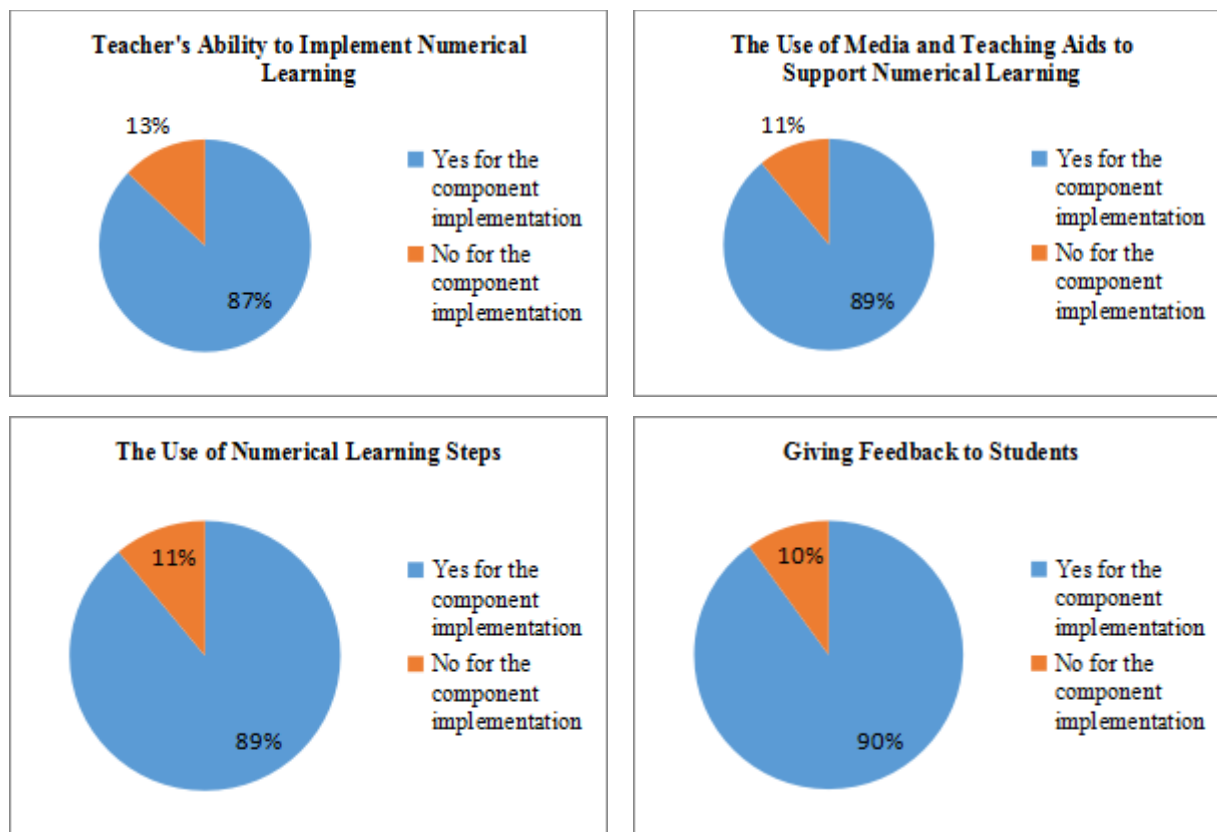 Teacher's Ability to Implement Numerical
Learning
13%
87%
Yes for the
component
implementation
No for the
component
implementation
The Use of Media and Teaching Aids to
Support Numerical Learning
11%
89%
Yes for the
component
implementation
No for the
component
implementation
The Use of Numerical Learning Steps
11%
89%
Yes for the
component
implementation
No for the
component
implementation
Giving Feedback to Students
10%
90%
Yes for the
component
implementation
No for the
component
implementation